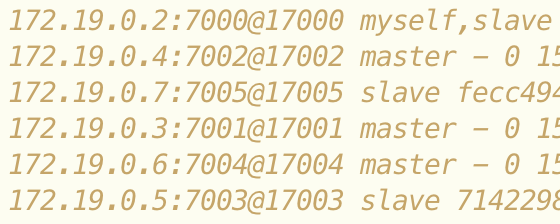 172.19.0.2:7000@17000 myself,slave
172.19.0.4:7002@17002 master – 0 15
172.19.0.7:7005@17005 slave fecc494
172.19.0.3:7001@17001 master – 0 15
172.19.0.6:7004@17004 master – 0 15
172.19.0.5:7003@17003 slave 7142298